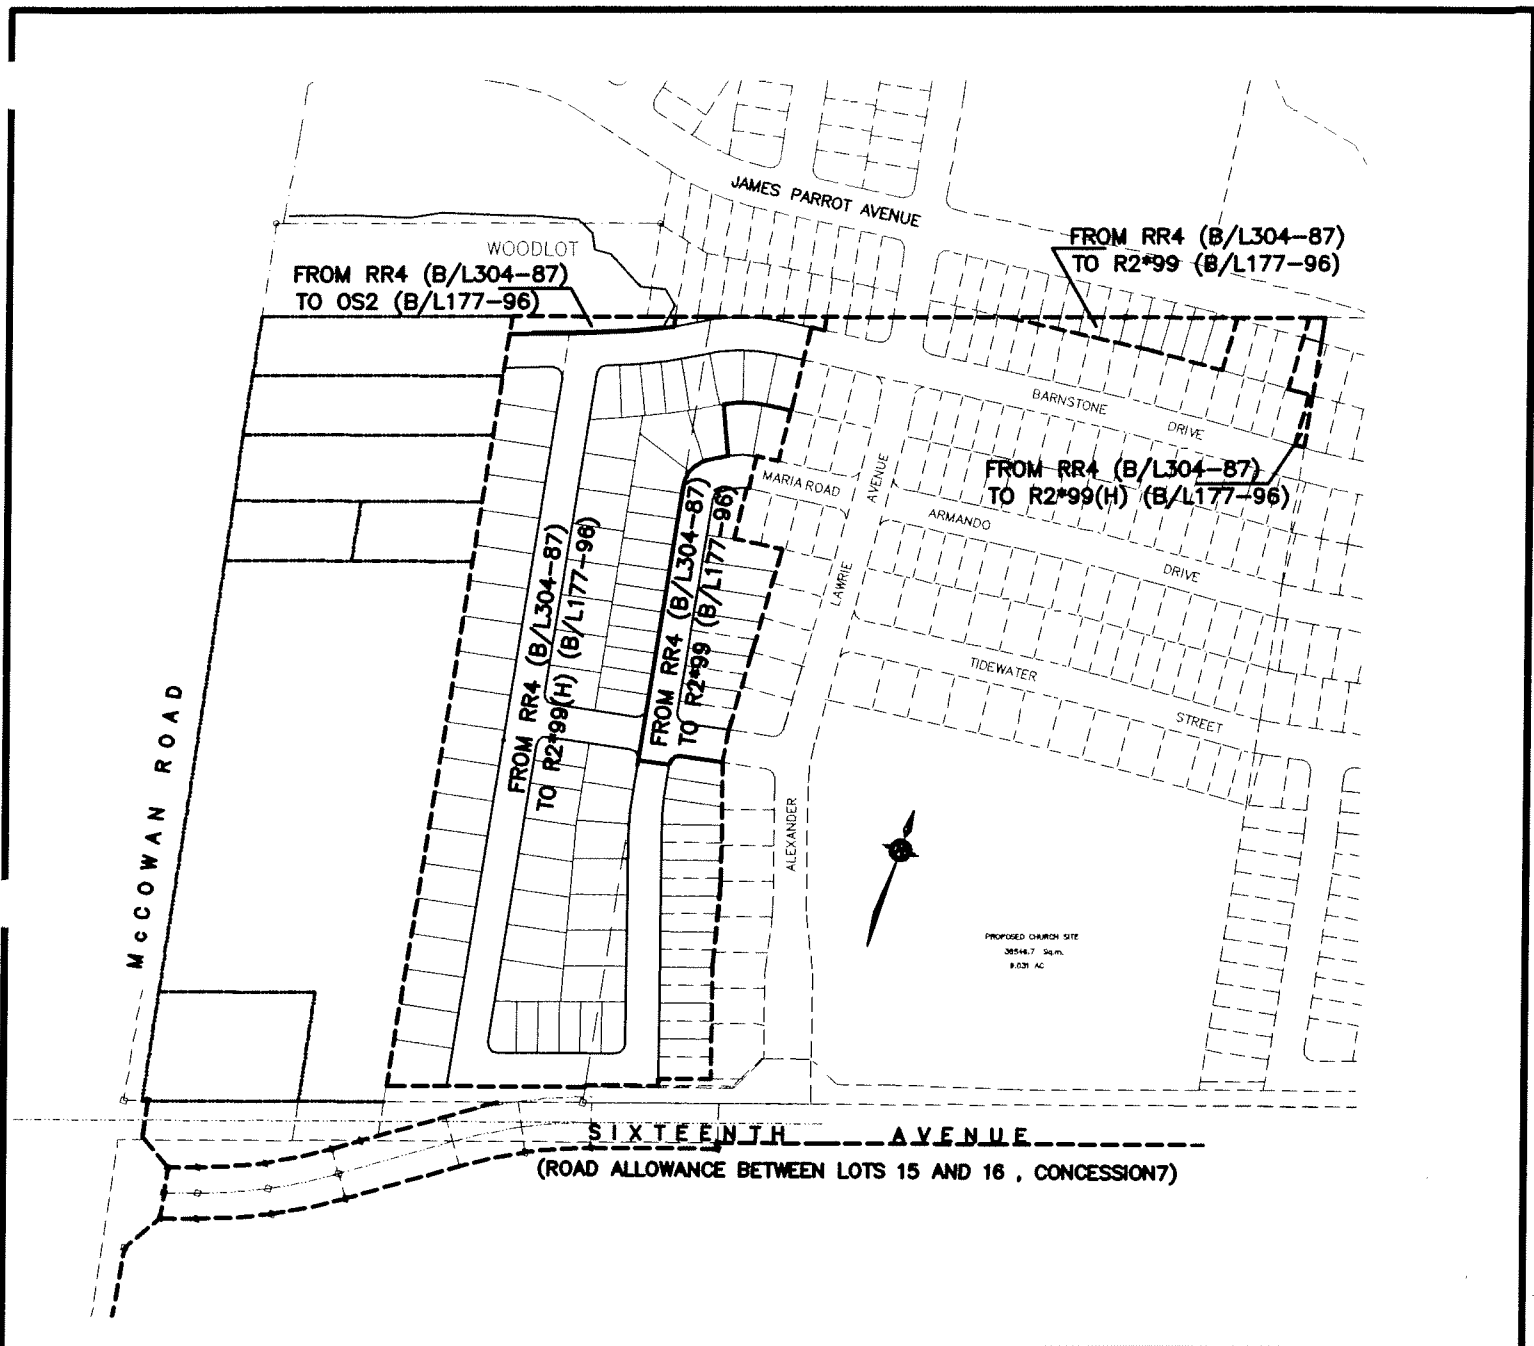 JAMES PARROT AVENUE
FROM RR4 (B/L304-87)
TO R2*99 (B/L177-96)
WOODLOT
FROM RR4 (B/L304-87)
TO OS2 (B/L177-96)
BARNSTONE DRIVE
FROM RR4 (B/L304-87)
TO R2*99(H) (B/L177-96)
MARIA ROAD
LAWRIE AVENUE
ARMANDO DRIVE
FROM RR4 (B/L304-87)
TO R2*99(H) (B/L177-96)
FROM RR4 (B/L304-87)
TO R2*99 (B/L177-96)
TIDEWATER STREET
McCOWAN ROAD
ALEXANDER
PROPOSED CHURCH SITE
9.031 AC
SIXTEENTH AVENUE
(ROAD ALLOWANCE BETWEEN LOTS 15 AND 16 , CONCESSION7)